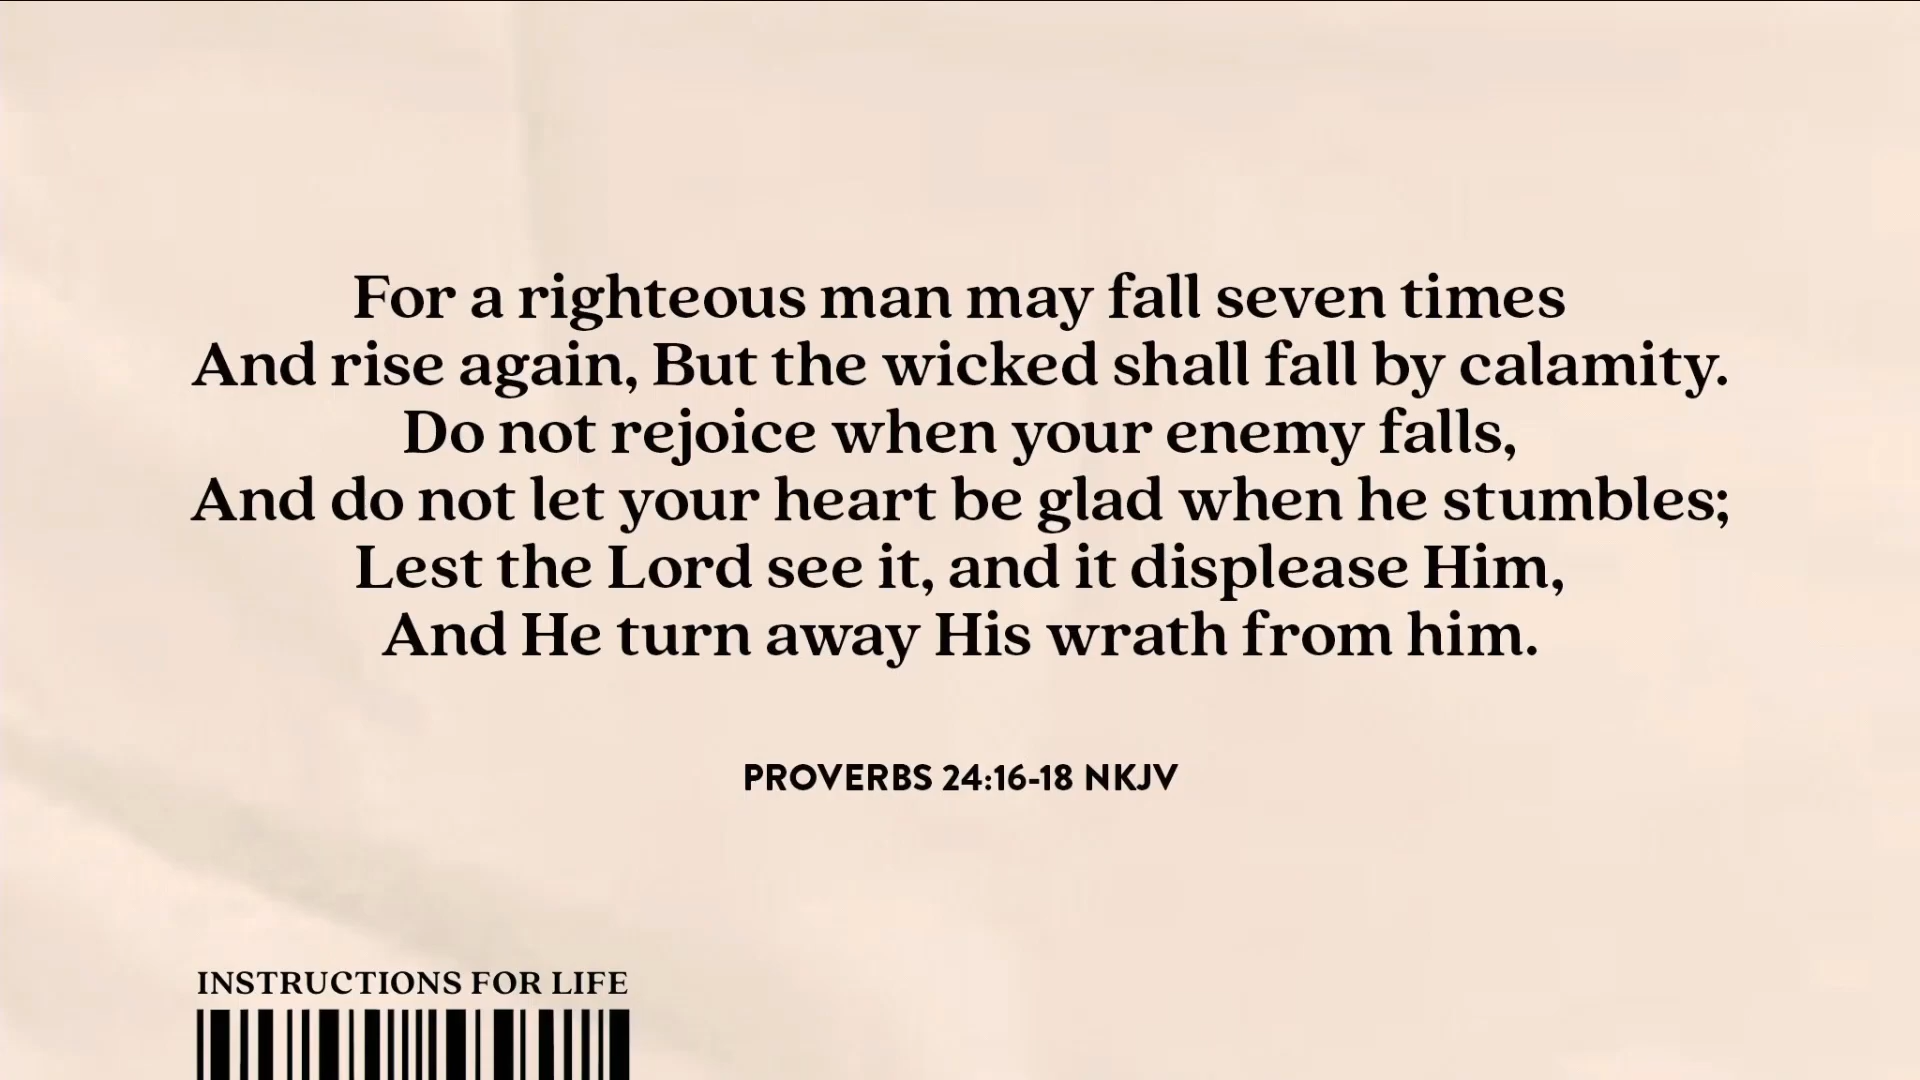 For a righteous man may fall seven times
And rise again, But the wicked shall fall by calamity.
Do not rejoice when your enemy falls,
And do not let your heart be glad when he stumbles;
Lest the Lord see it, and it displease Him,
And He turn away His wrath from him.
PROVERBS 24:16-18 NKJV
INSTRUCTIONS FOR LIFE